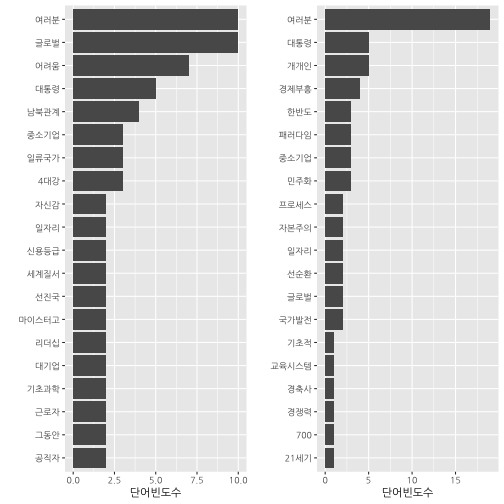 여러분
글로벌
어려움
대통령
남북관계
중소기업
일류국가
4대강
자신감
일자리
신용등급
세계질서
선진국
마이스터고
리더십
대기업
기초과학
근로자
그동안
공직자
0.0 2.5 5.0 7.5 10.0
단어빈도수
여러분
대통령
개개인
경제부흥
한반도
패러다임
중소기업
민주화
프로세스
자본주의
일자리
선순환
글로벌
국가발전
기초적
교육시스템
경축사
경쟁력
700
21세기
0 5 10 15
단어빈도수